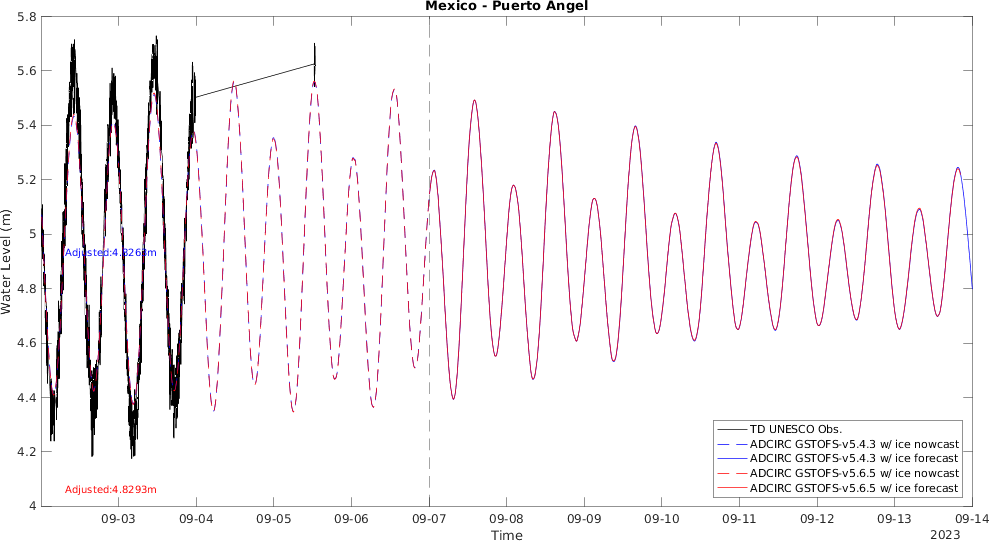 Mexico - Puerto Angel
5.8
5.6
5.4
5.2
5
4.8
4.6
4.4
4.2
4
Water Level (m)
Adjusted:4.8263m
Adjusted:4.8293m
TD UNESCO Obs.
ADCIRC GSTOFS-v5.4.3 w/ ice nowcast
ADCIRC GSTOFS-v5.4.3 w/ ice forecast
ADCIRC GSTOFS-v5.6.5 w/ ice nowcast
ADCIRC GSTOFS-v5.6.5 w/ ice forecast
09-03 09-04 09-05 09-06 09-07 09-08 09-09 09-10 09-11 09-12 09-13 09-14
Time
2023